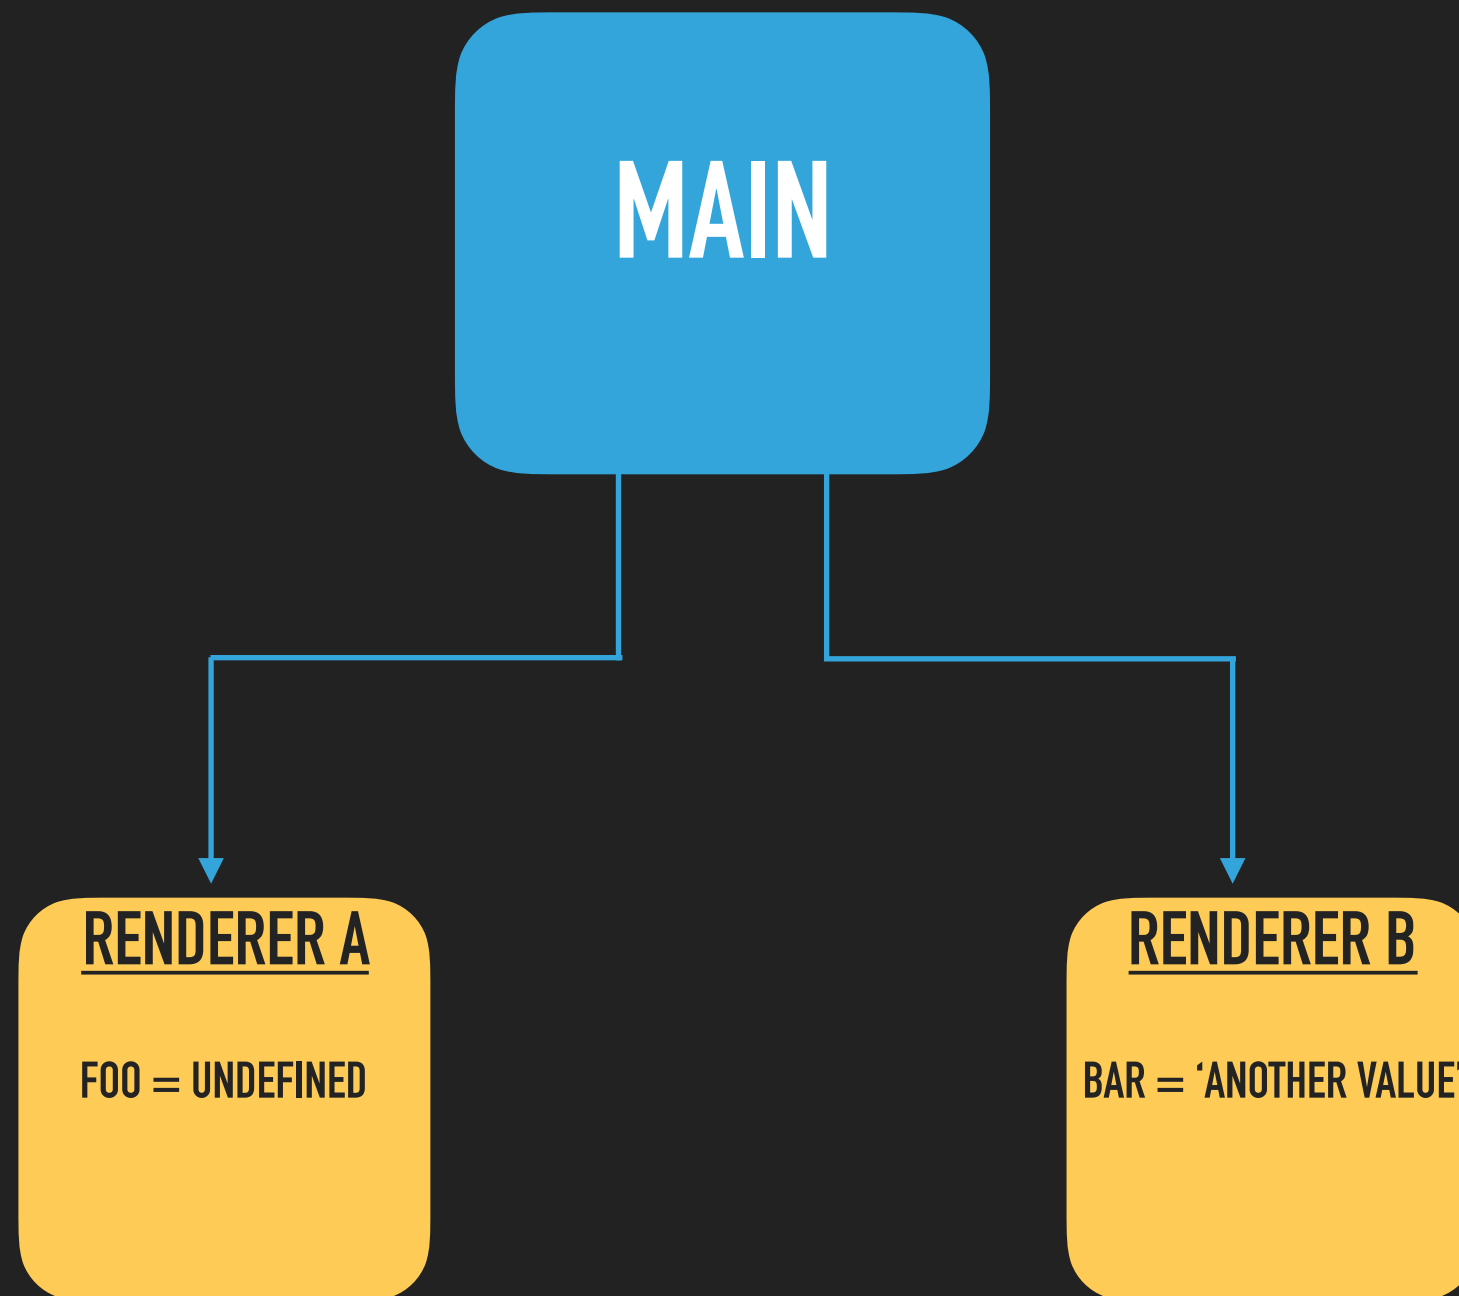 MAIN
RENDERER A
FOO = UNDEFINED
RENDERER B
BAR = ‘ANOTHER VALUE’